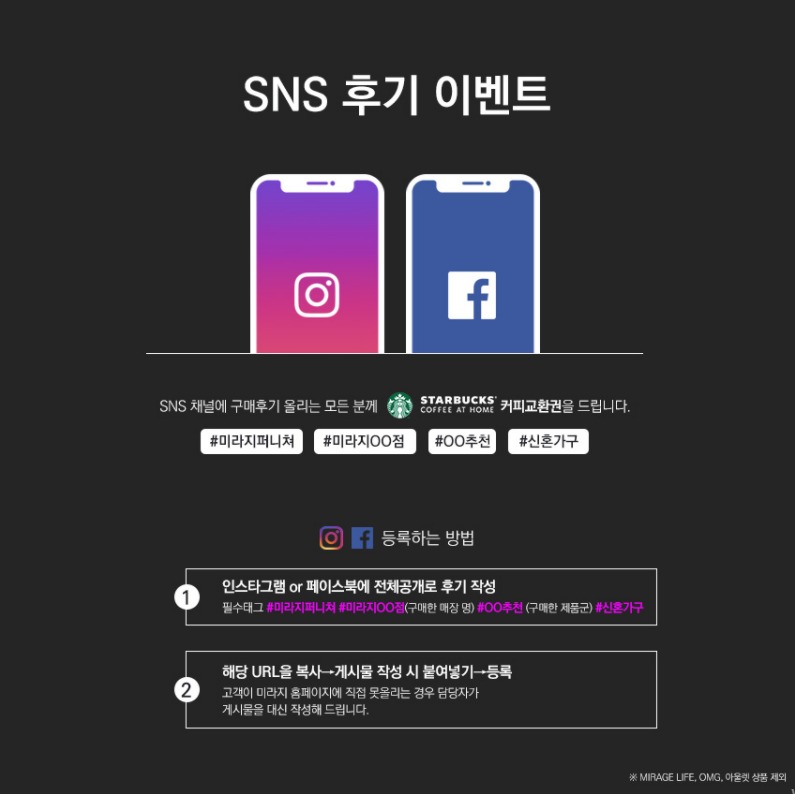 SNS 후기 이벤트
SNS 채널에 구매후기 올리는 모든 분께 STARBUCKS COFFEE AT HOME 커피교환권을 드립니다.
#미라지퍼니쳐 #미라지OO점 #OO추천 #신혼가구
등록하는 방법
1 인스타그램 or 페이스북에 전체공개로 후기 작성
필수태그 #미라지퍼니쳐 #미라지OO점(구매한 매장 명) #OO추천 (구매한 제품군) #신혼가구
2 해당 URL을 복사→게시물 작성 시 붙여넣기→등록
고객이 미라지 홈페이지에 직접 못올리는 경우 담당자가
게시물을 대신 작성해 드립니다.
※ MIRAGE LIFE, OMG, 아울렛 상품 제외